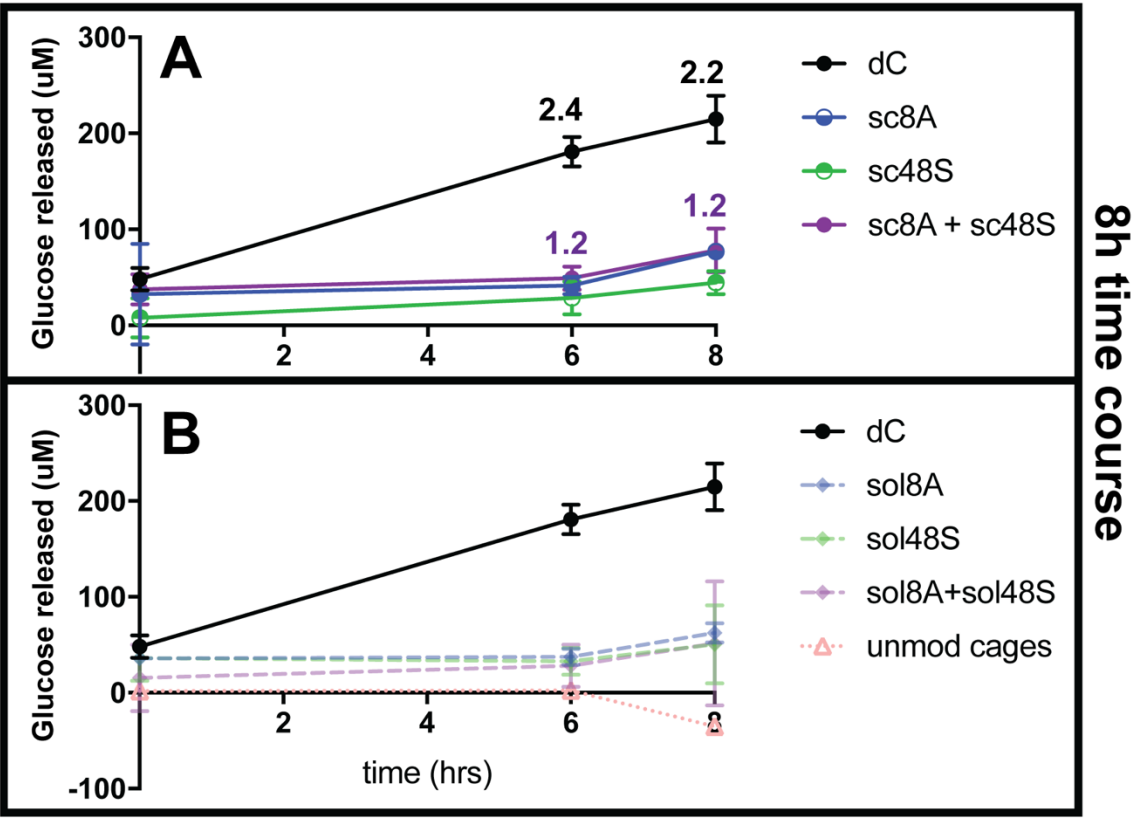 A
Glucose released (uM)
300
200
100
0
2
4
6
8
2.4
2.2
1.2
1.2
dC
sc8A
sc48S
sc8A + sc48S
B
Glucose released (uM)
300
200
100
0
-100
2
4
6
8
time (hrs)
dC
sol8A
sol48S
sol8A+sol48S
unmod cages
8h time course